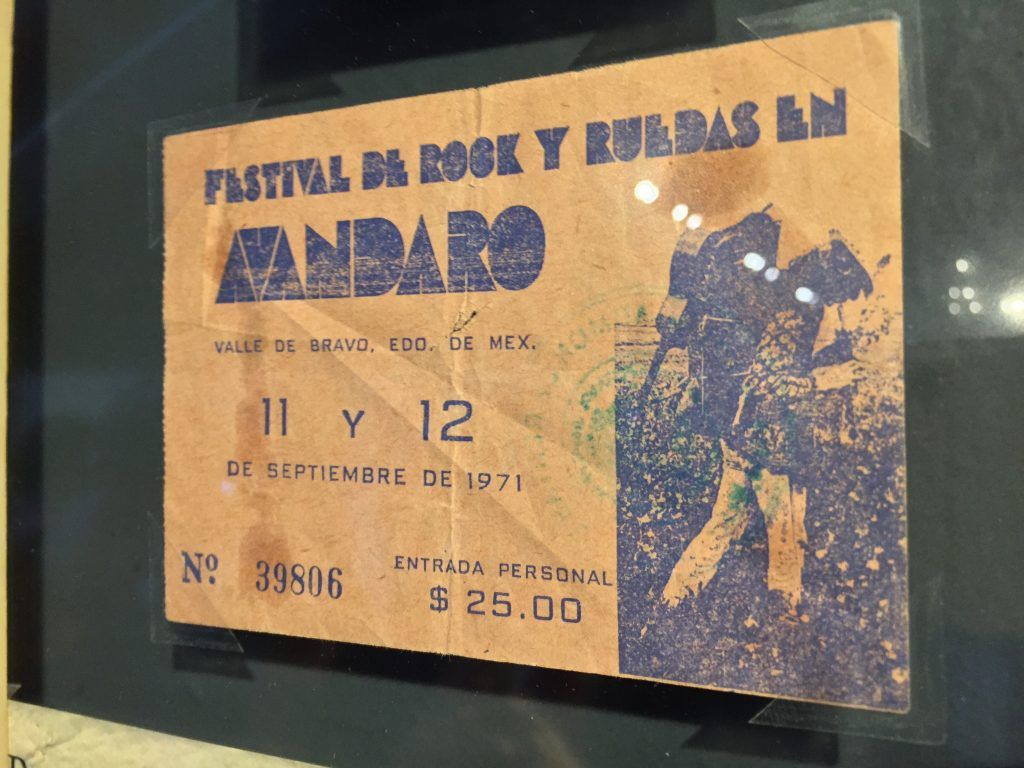 FESTIVAL DE ROCK Y RUEDAS EN
AVANDARO
VALLE DE BRAVO, EDO. DE MEX.
11 Y 12
DE SEPTIEMBRE DE 1971
Nº 39806
ENTRADA PERSONAL
$ 25.00